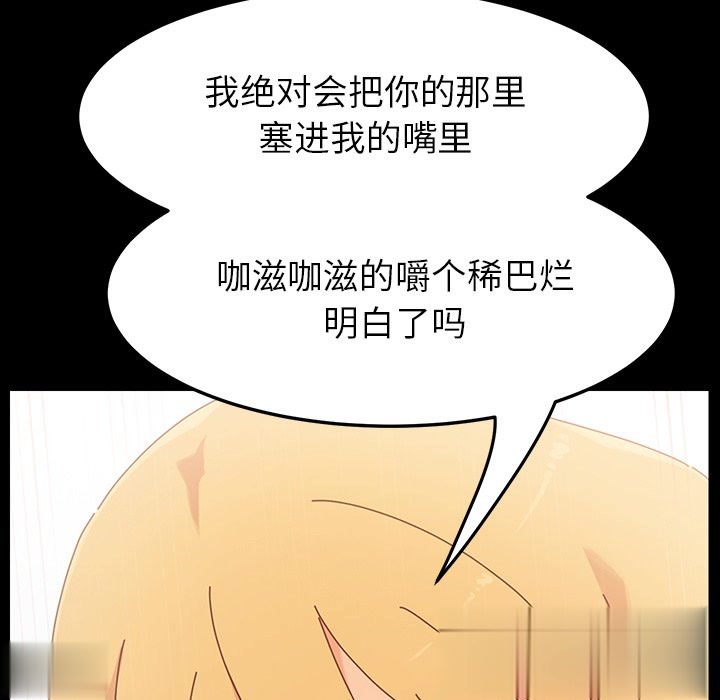 我绝对会把你的那里
塞进我的嘴里
咖滋咖滋的嚼个稀巴烂
明白了吗